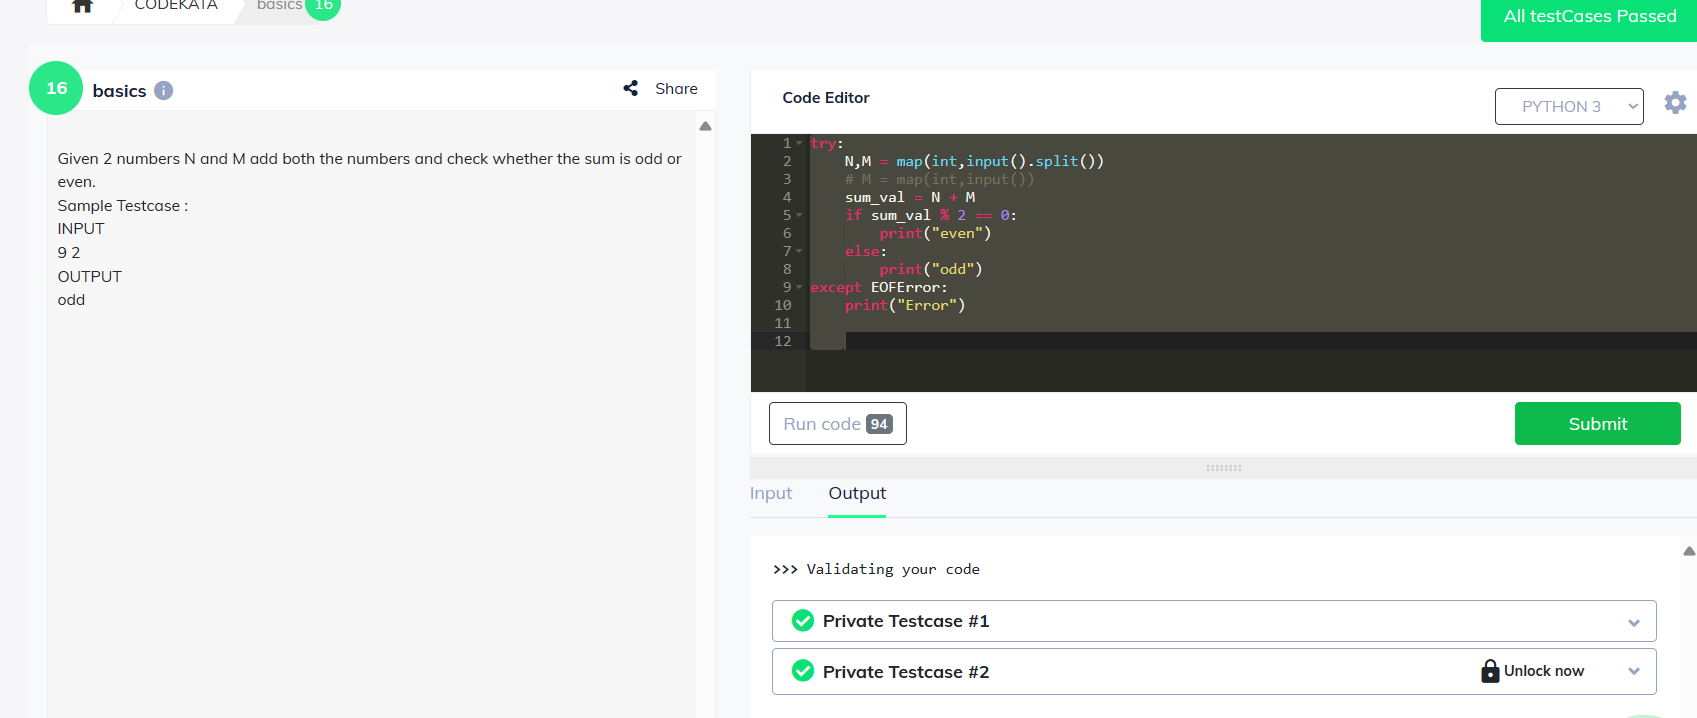 CODEKATA
basics 16
All testCases Passed
16 basics
Share
Given 2 numbers N and M add both the numbers and check whether the sum is odd or
even.
Sample Testcase :
INPUT
9 2
OUTPUT
odd
Code Editor
PYTHON 3
1 try:
2     N,M = map(int,input().split())
3     # M = map(int,input())
4     sum_val = N + M
5     if sum_val % 2 == 0:
6         print("even")
7     else:
8         print("odd")
9 except EOFError:
10     print("Error")
11
12
Run code 94
Submit
Input
Output
>>> Validating your code
Private Testcase #1
Private Testcase #2
Unlock now